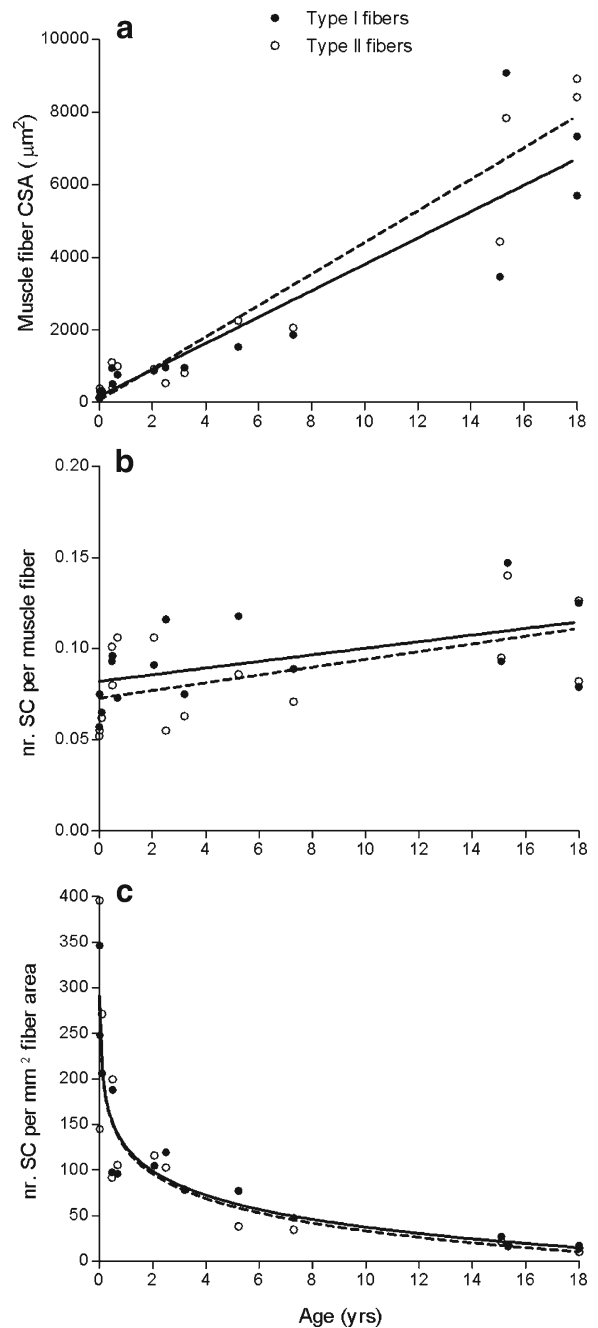 a
Type I fibers
Type II fibers
10000
8000
6000
4000
2000
0
Muscle fiber CSA ( μm²)
0 2 4 6 8 10 12 14 16 18
b
0.20
0.15
0.10
0.05
0.00
nr. SC per muscle fiber
0 2 4 6 8 10 12 14 16 18
c
400
350
300
250
200
150
100
50
0
nr. SC per mm² fiber area
0 2 4 6 8 10 12 14 16 18
Age (yrs)